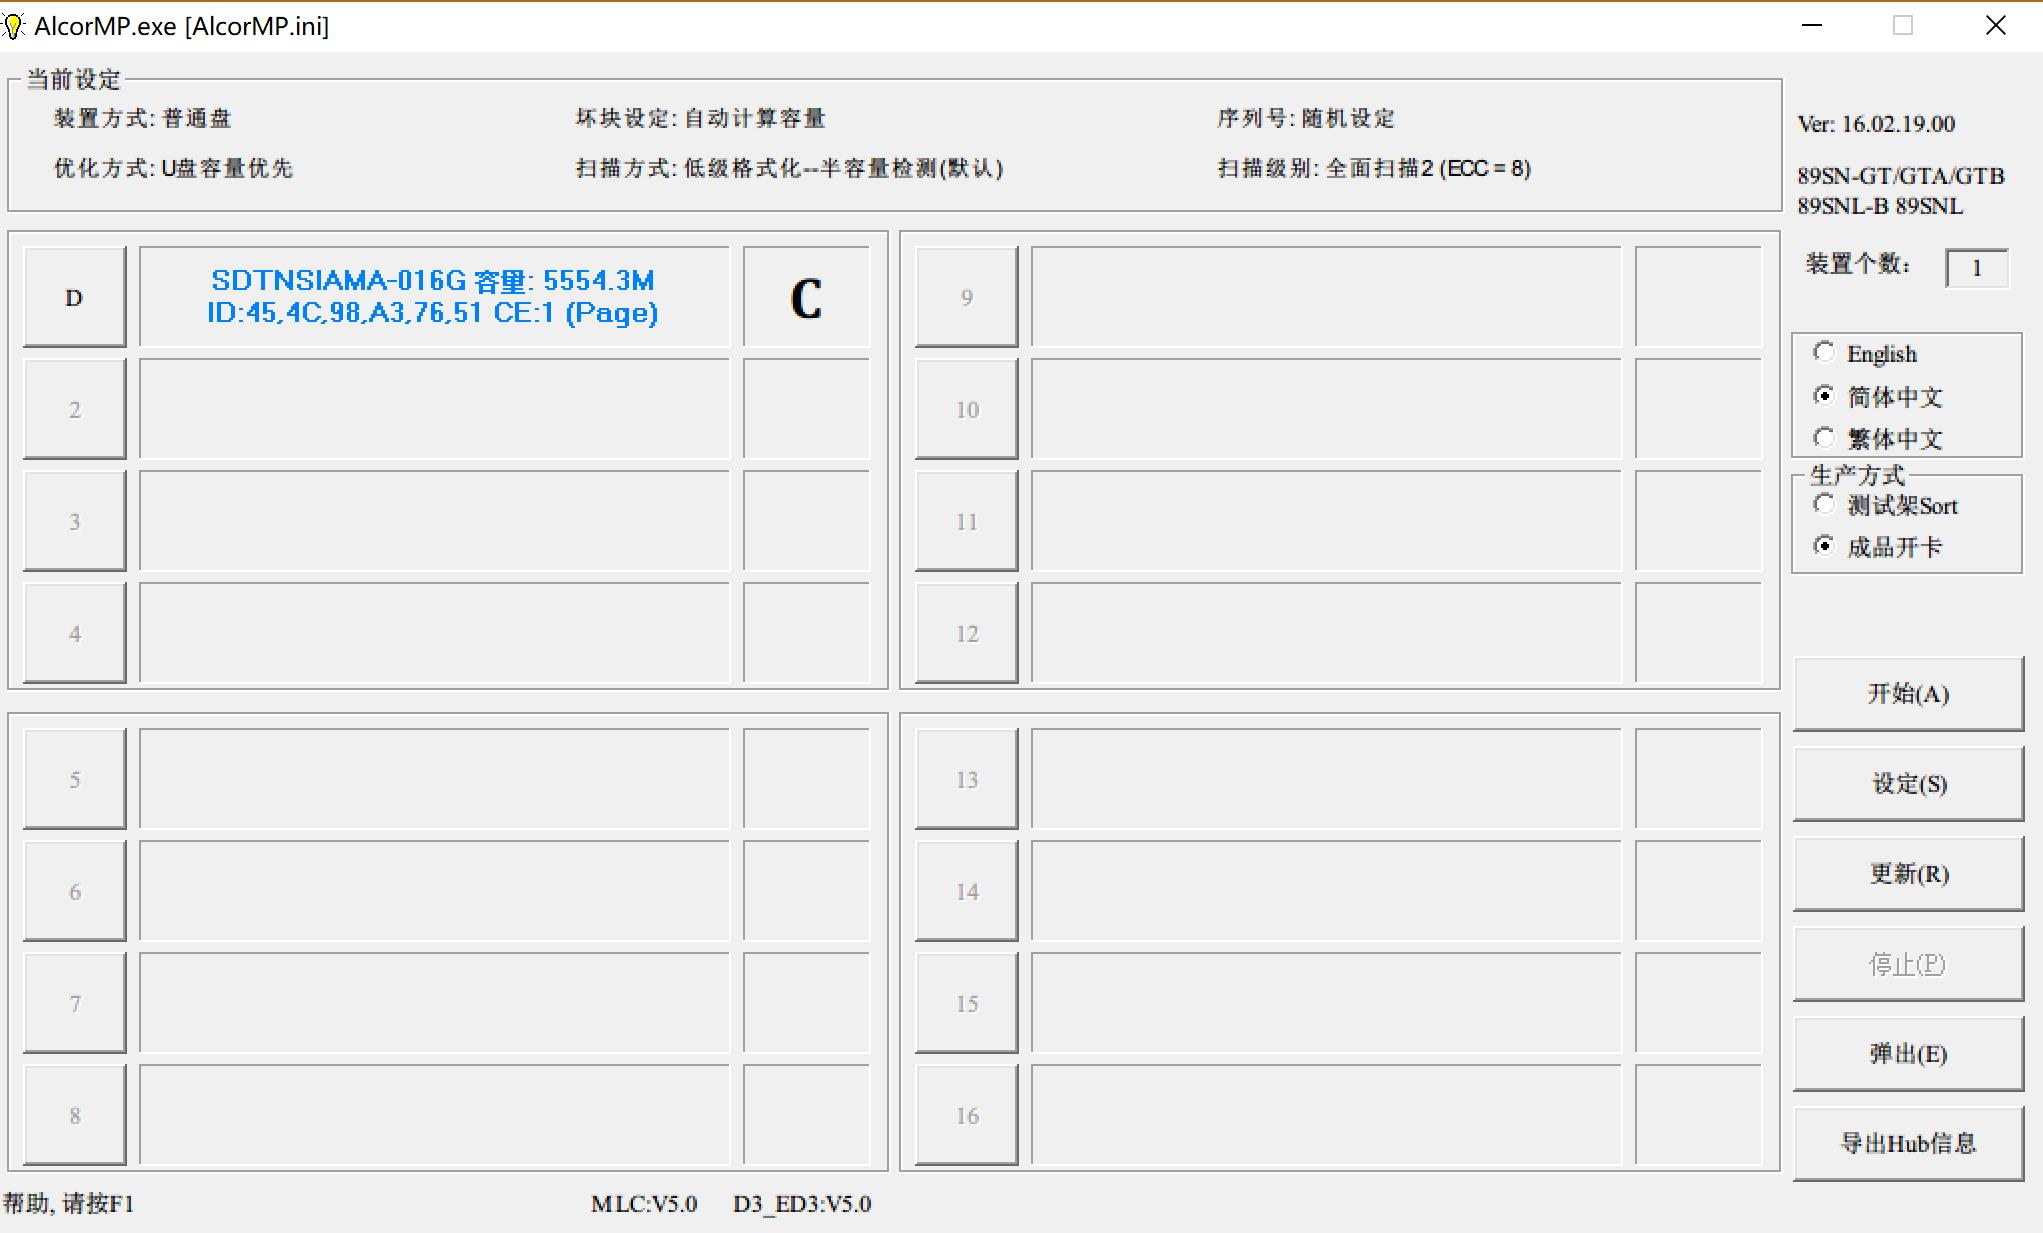 AlcorMP.exe [AlcorMP.ini]
当前设定
装置方式: 普通盘
坏块设定: 自动计算容量
序列号: 随机设定
优化方式: U盘容量优先
扫描方式: 低级格式化--半容量检测(默认)
扫描级别: 全面扫描2 (ECC = 8)
Ver: 16.02.19.00
89SN-GT/GTA/GTB
89SNL-B 89SNL
装置个数: 1
D
SDTNSIAMA-016G 容量: 5554.3M
ID:45,4C,98,A3,76,51 CE:1 (Page)
C
2
3
4
5
6
7
8
9
10
11
12
13
14
15
16
English
简体中文
繁体中文
生产方式
测试架Sort
成品开卡
开始(A)
设定(S)
更新(R)
停止(P)
弹出(E)
导出Hub信息
帮助, 请按F1
MLC:V5.0
D3_ED3:V5.0